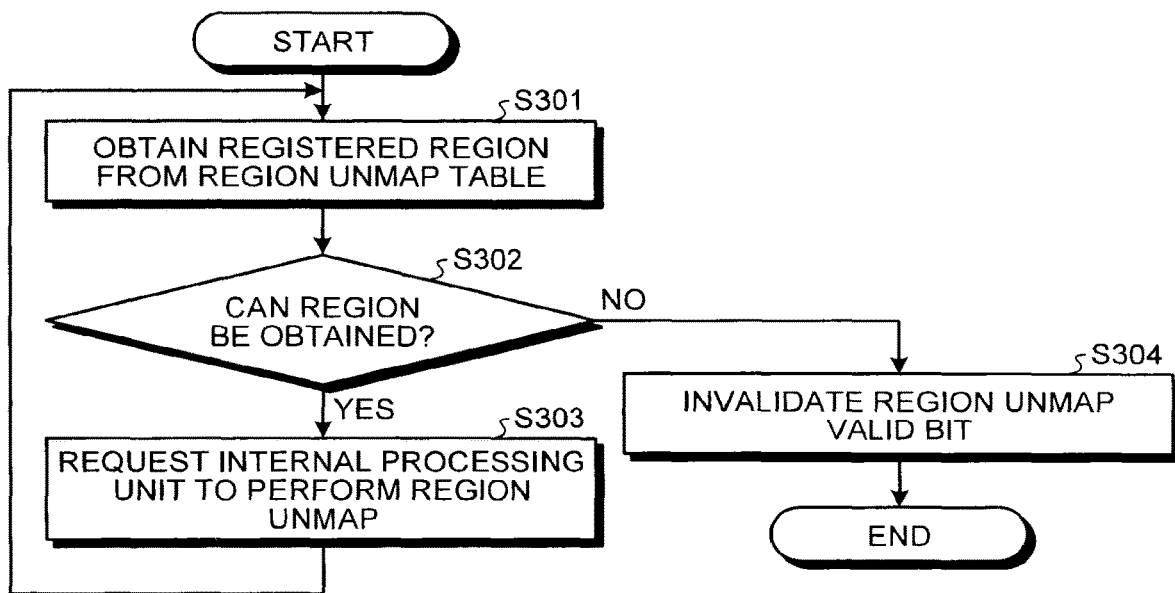 START
S301
OBTAIN REGISTERED REGION
FROM REGION UNMAP TABLE
S302
CAN REGION
BE OBTAINED?
NO
YES
S303
REQUEST INTERNAL PROCESSING
UNIT TO PERFORM REGION
UNMAP
S304
INVALIDATE REGION UNMAP
VALID BIT
END